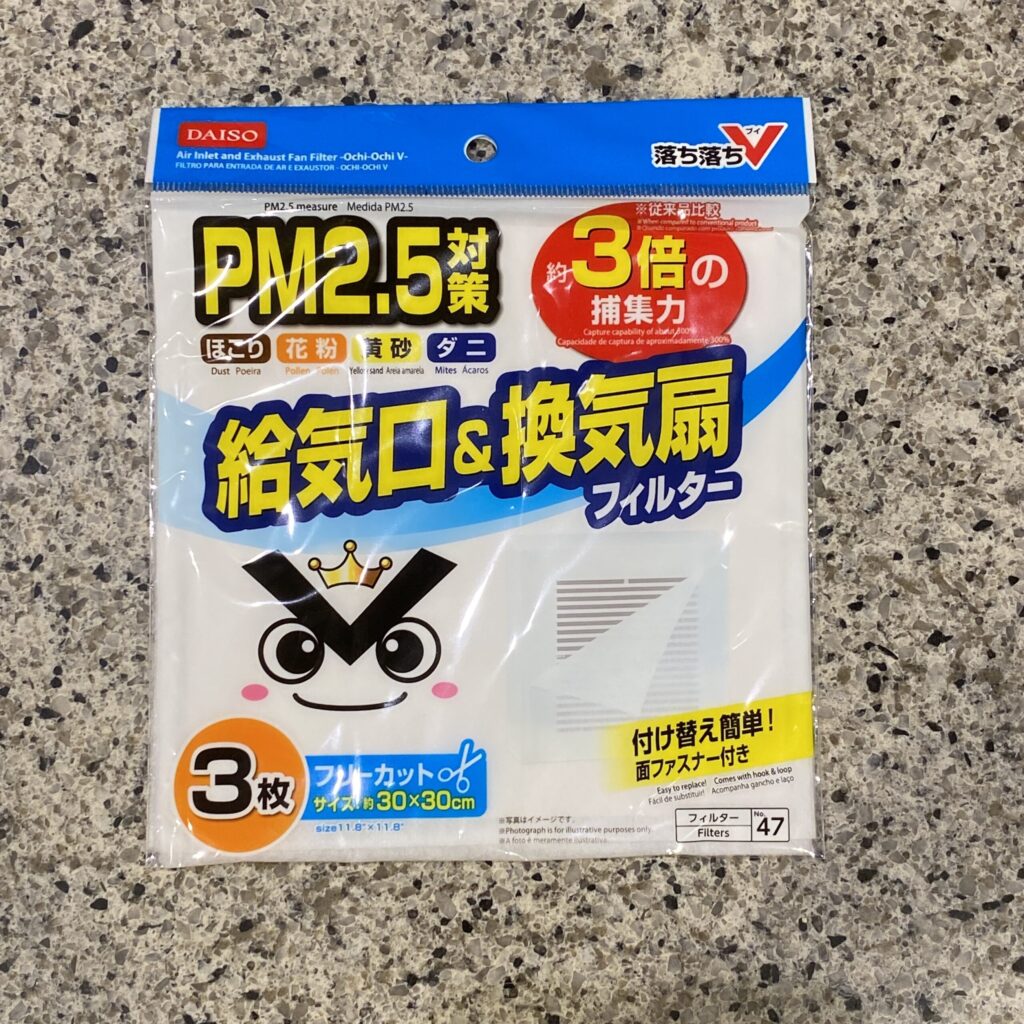 DAISO
Air Inlet and Exhaust Fan Filter -Ochi-Ochi V-
FILTRO PARA ENTRADA DE AR E EXAUSTOR - OCHI-OCHI V
ブイ
落ち落ちV
PM2.5 measure Medida PM2.5
PM2.5対策
ほこり 花粉 黄砂 ダニ
Dust Poeira Pollen Pólen Yellow sand Areia amarela Mites Ácaros
※従来品比較
※When compared to conventional product
約3倍の
捕集力
Capture capability of about 300%
Capacidade de captura de aproximadamente 300%
給気口&換気扇
フィルター
3枚
フリーカット
サイズ/約30×30cm
size11.8"×11.8"
付け替え簡単!
面ファスナー付き
Easy to replace! Comes with hook & loop
Fácil de substituir! Acompanha gancho e laço
※写真はイメージです。
※Photograph is for illustrative purposes only.
※A foto é meramente ilustrativa.
フィルター
Filters
No.
47